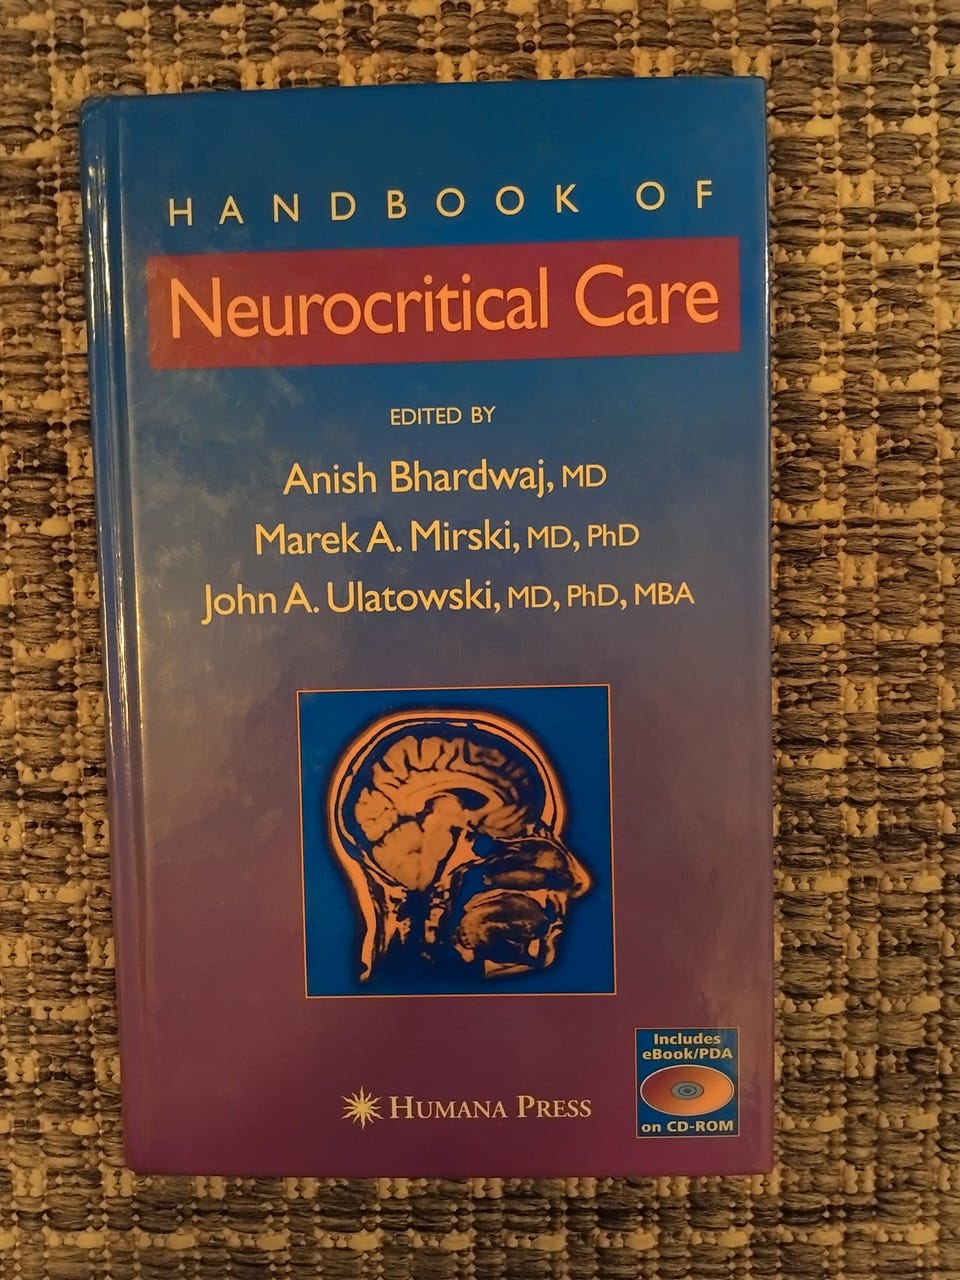 HANDBOOK OF
Neurocritical Care
EDITED BY
Anish Bhardwaj, MD
Marek A. Mirski, MD, PhD
John A. Ulatowski, MD, PhD, MBA
HUMANA PRESS
Includes
eBook/PDA
on CD-ROM